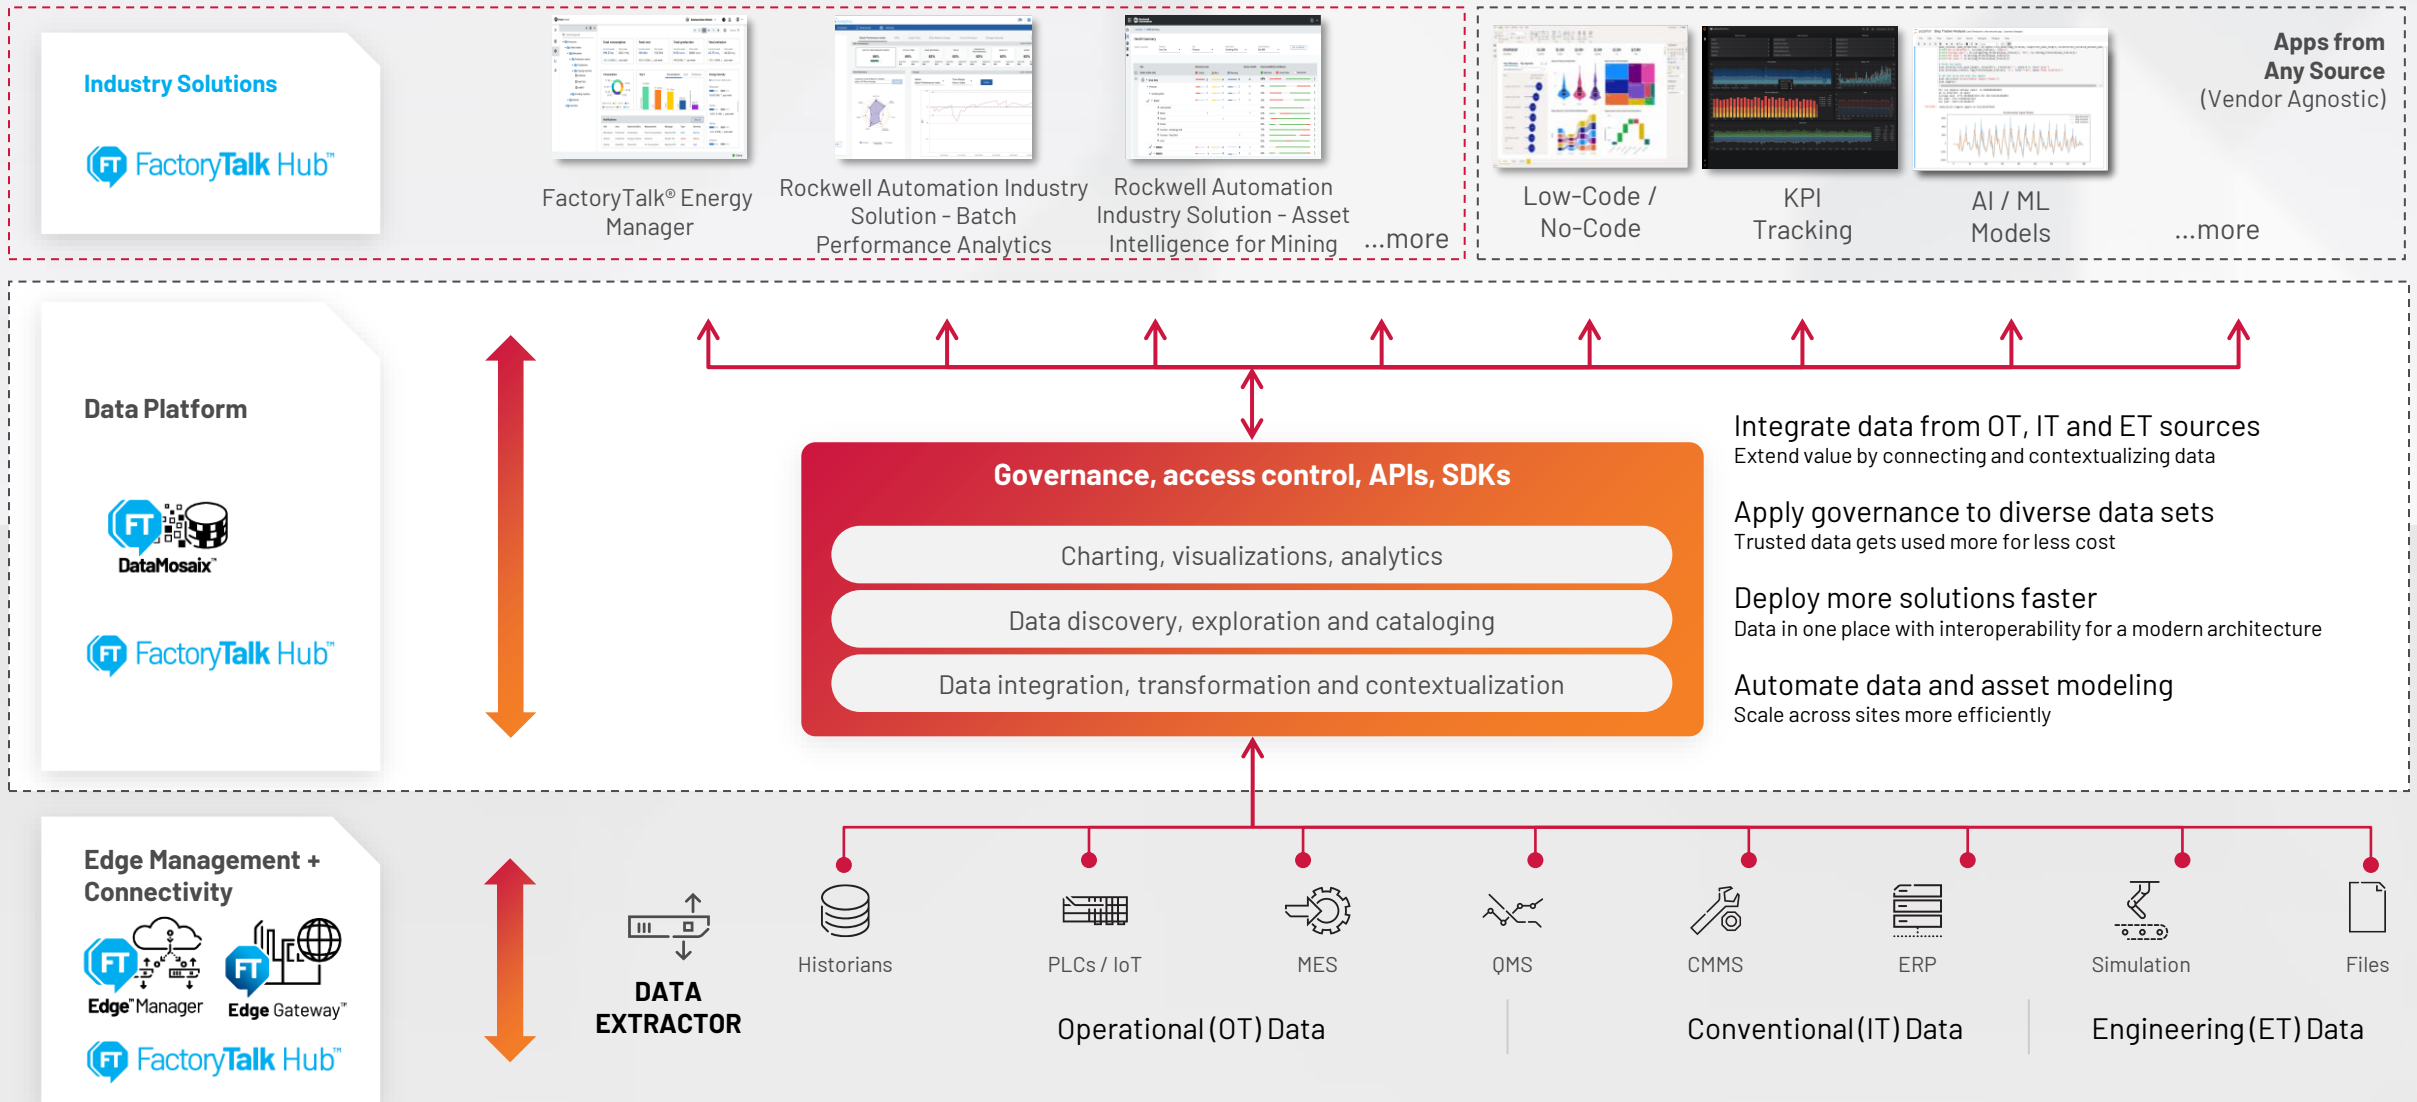 Industry Solutions
FT FactoryTalk Hub™
FactoryTalk® Energy
Manager
Rockwell Automation Industry
Solution - Batch
Performance Analytics
Rockwell Automation
Industry Solution - Asset
Intelligence for Mining
...more
Low-Code /
No-Code
KPI
Tracking
AI / ML
Models
...more
Apps from
Any Source
(Vendor Agnostic)
Data Platform
FT
DataMosaix™
FT FactoryTalk Hub™
Governance, access control, APIs, SDKs
Charting, visualizations, analytics
Data discovery, exploration and cataloging
Data integration, transformation and contextualization
Integrate data from OT, IT and ET sources
Extend value by connecting and contextualizing data
Apply governance to diverse data sets
Trusted data gets used more for less cost
Deploy more solutions faster
Data in one place with interoperability for a modern architecture
Automate data and asset modeling
Scale across sites more efficiently
Edge Management +
Connectivity
FT
Edge™ Manager
FT
Edge Gateway™
FT FactoryTalk Hub™
DATA
EXTRACTOR
Historians
PLCs / IoT
MES
QMS
CMMS
ERP
Simulation
Files
Operational (OT) Data
Conventional (IT) Data
Engineering (ET) Data